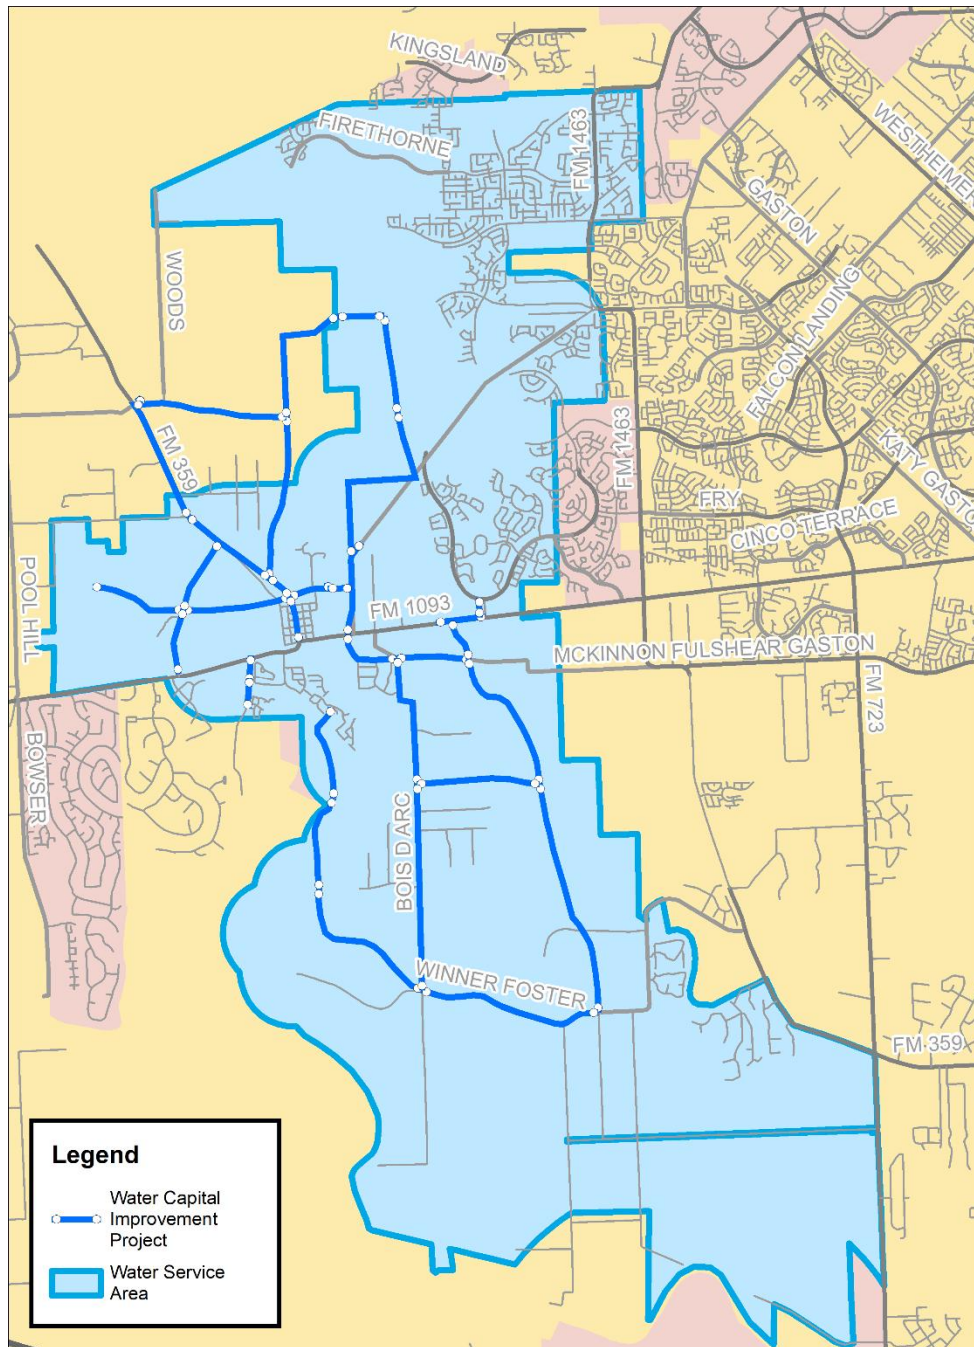 KINGSLAND
FIRETHORNE
FM 1463
WESTHEIMER
GASTON
WOODS
FALCON LANDING
FM 359
FM 1463
KATY GASTO
FRY
CINCO TERRACE
POOL HILL
FM 1093
MCKINNON FULSHEAR GASTON
FM 723
BOWSER
BOIS D ARC
WINNER FOSTER
FM 359
Legend
Water Capital
Improvement
Project
Water Service
Area